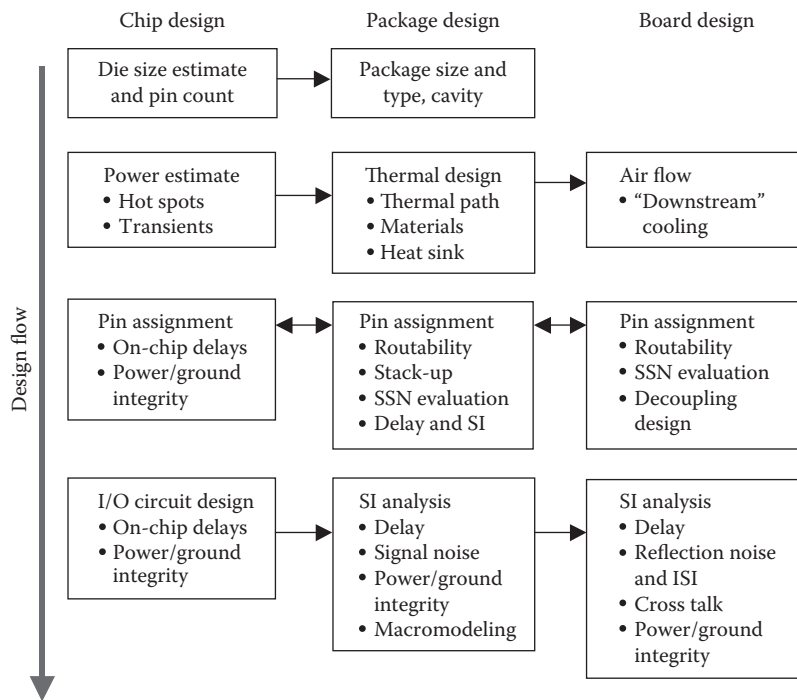 Chip design
Package design
Board design
Design flow
Die size estimate
and pin count
Package size and
type, cavity
Power estimate
• Hot spots
• Transients
Thermal design
• Thermal path
• Materials
• Heat sink
Air flow
• “Downstream”
cooling
Pin assignment
• On-chip delays
• Power/ground
integrity
Pin assignment
• Routability
• Stack-up
• SSN evaluation
• Delay and SI
Pin assignment
• Routability
• SSN evaluation
• Decoupling
design
I/O circuit design
• On-chip delays
• Power/ground
integrity
SI analysis
• Delay
• Signal noise
• Power/ground
integrity
• Macromodeling
SI analysis
• Delay
• Reflection noise
and ISI
• Cross talk
• Power/ground
integrity